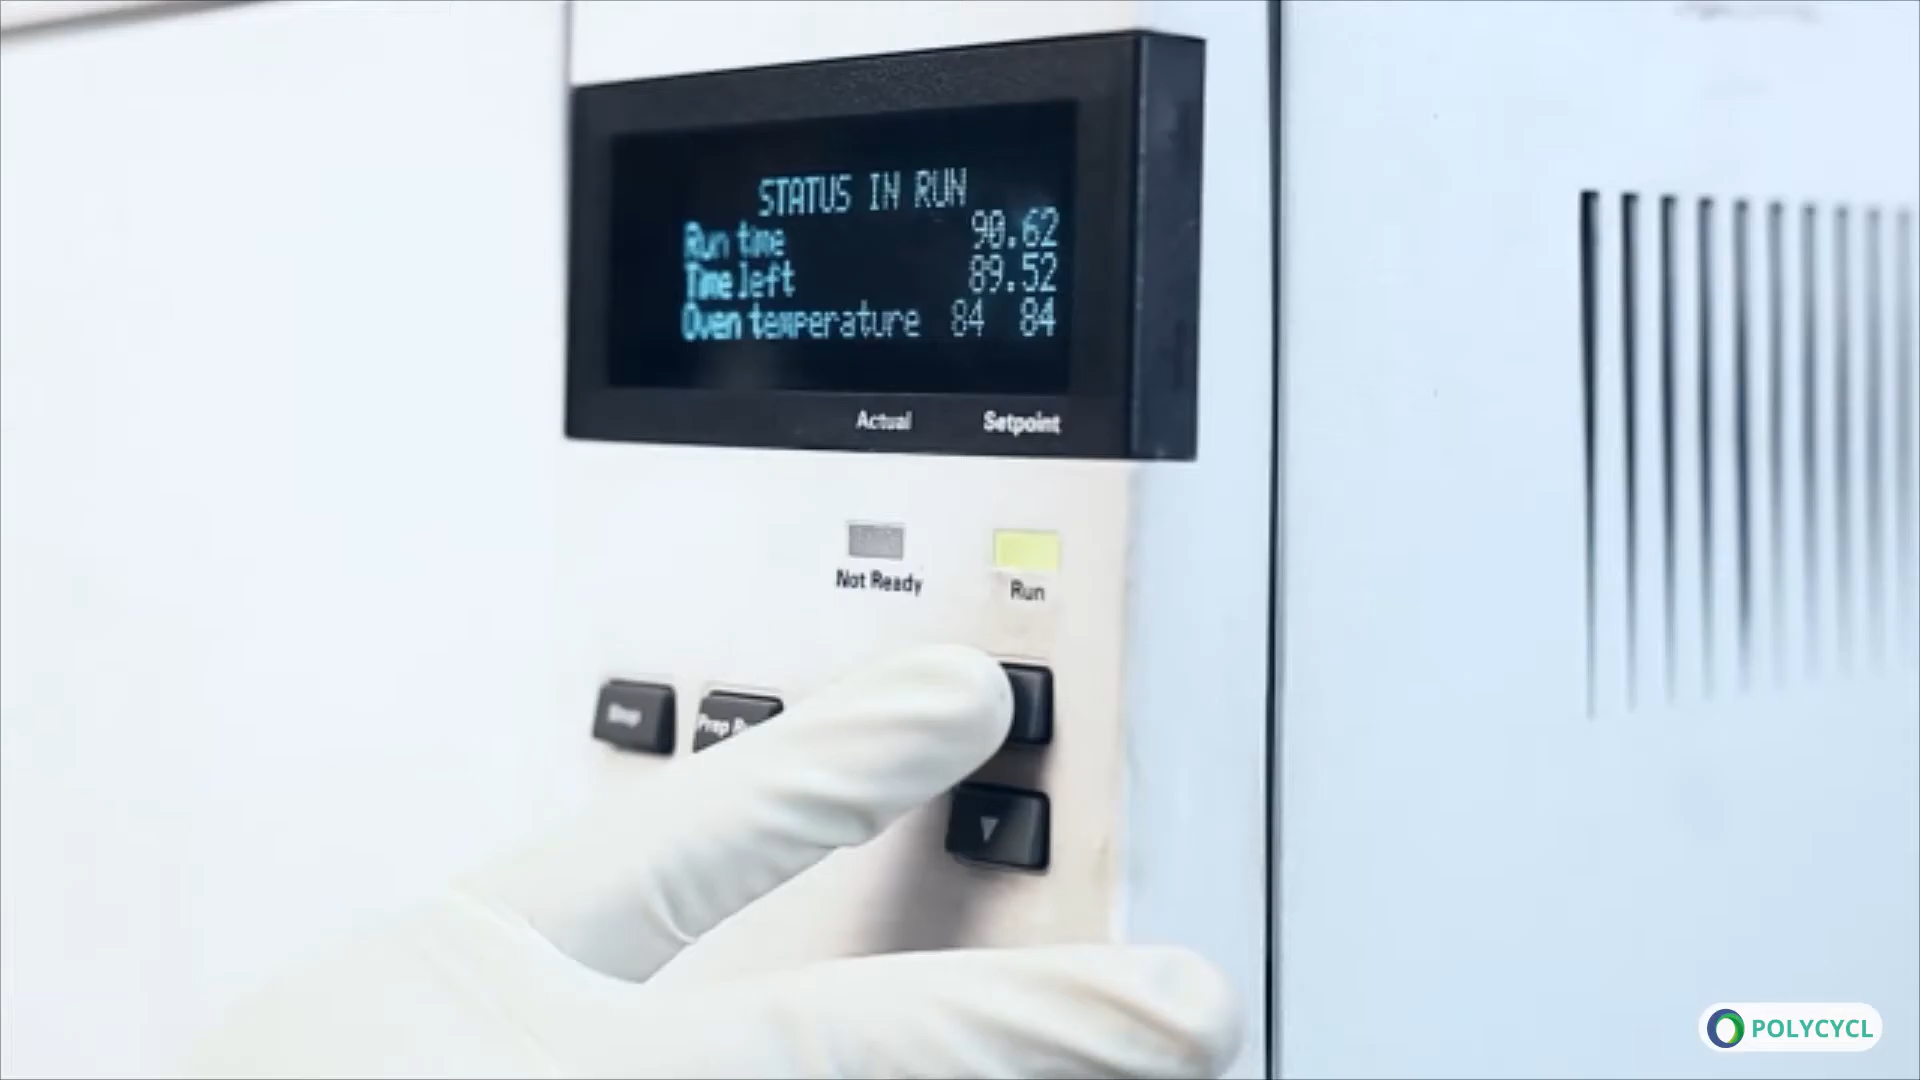 STATUS IN RUN
Run time 90.62
Time left 89.52
Oven temperature 84 84
Actual Setpoint
Not Ready Run
Stop Prep
POLYCYCL